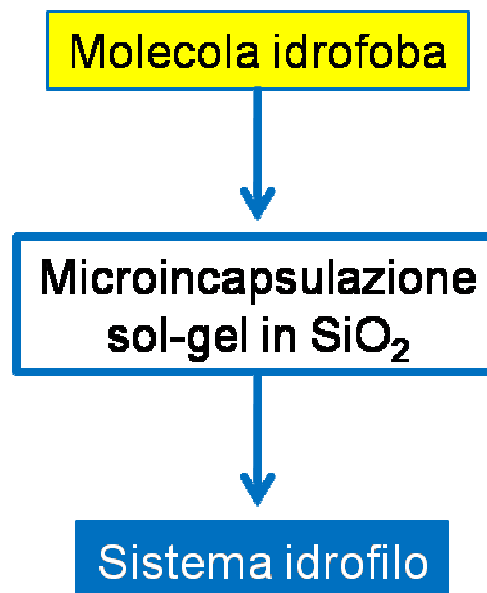 Molecola idrofoba
Microincapsulazione
sol-gel in SiO₂
Sistema idrofilo